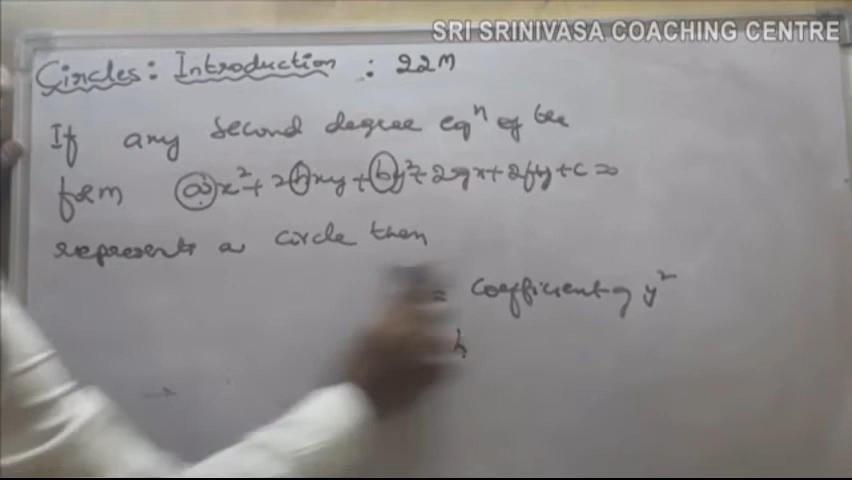 SRI SRINIVASA COACHING CENTRE
Circles: Introduction : 22M
If any second degree eqⁿ of the
form ax²+ 2hxy + by²+ 2gx + 2fy + c = 0
represents a circle then
= coefficient of y²
h